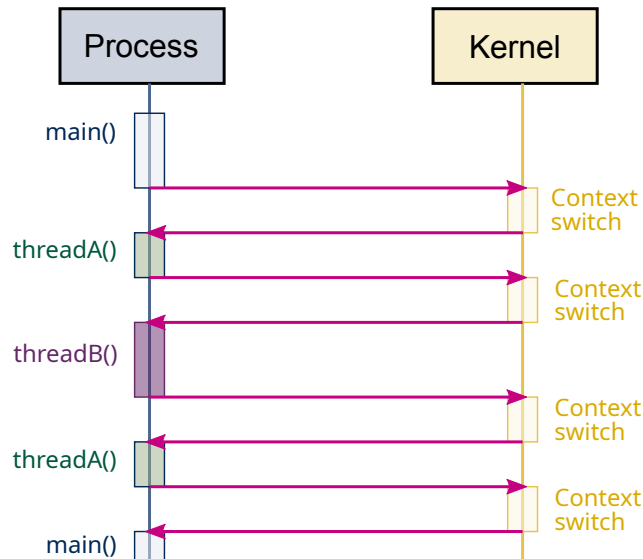 Process
Kernel
main()
Context
switch
threadA()
Context
switch
threadB()
Context
switch
threadA()
Context
switch
main()